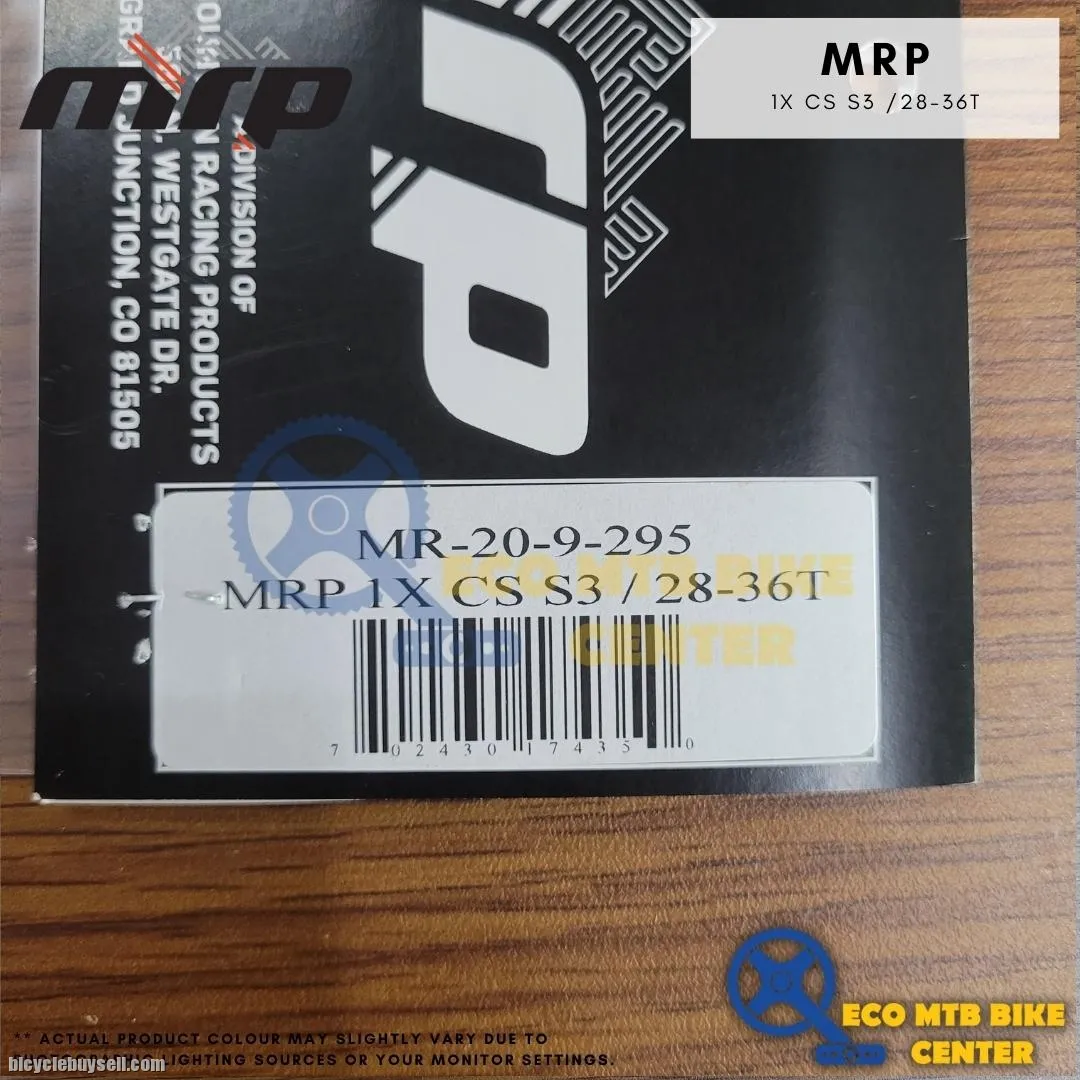 mrp
MRP
1X CS S3 /28-36T
rp
DIVISION OF
RACING PRODUCTS
WESTGATE DR.
JUNCTION, CO 81505
MR-20-9-295
MRP 1X CS S3 / 28-36T
ECO MTB BIKE
CENTER
7 02430 17435 0
ECO MTB BIKE
CENTER
** ACTUAL PRODUCT COLOUR MAY SLIGHTLY VARY DUE TO
LIGHTING SOURCES OR YOUR MONITOR SETTINGS.
bicyclebuysell.com